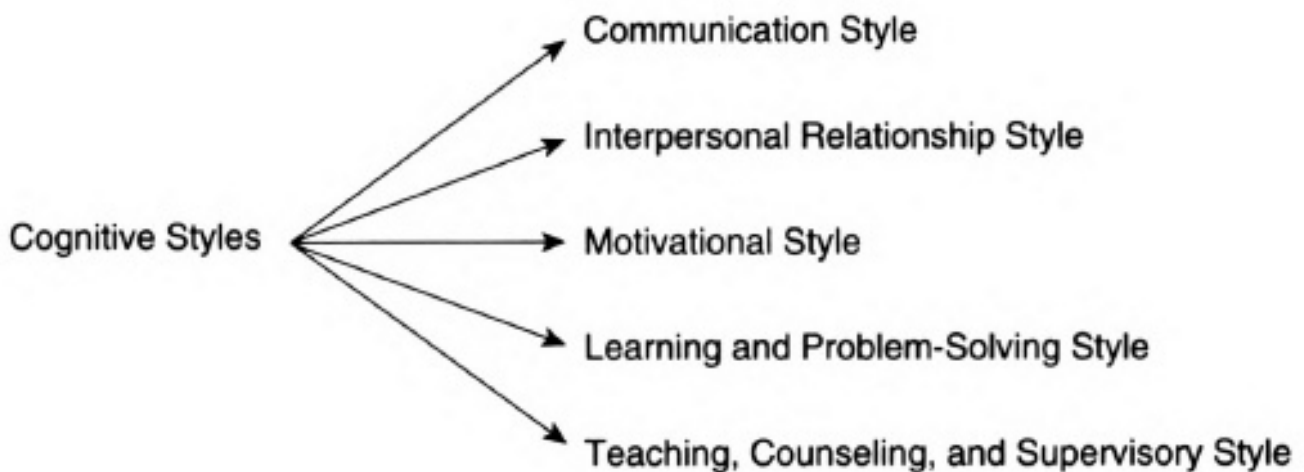 Communication Style
Interpersonal Relationship Style
Cognitive Styles
Motivational Style
Learning and Problem-Solving Style
Teaching, Counseling, and Supervisory Style